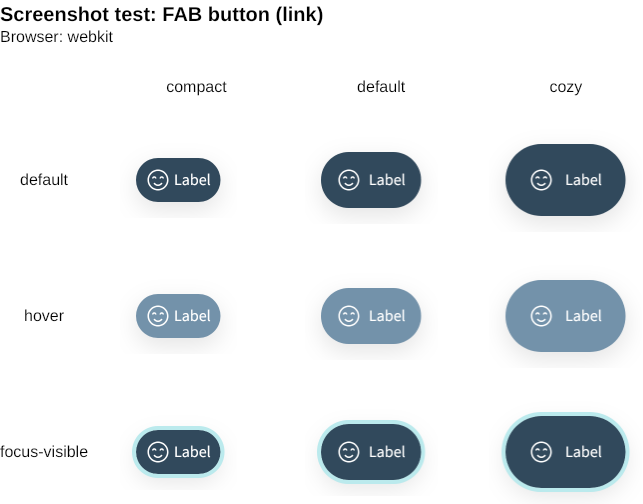 Screenshot test: FAB button (link)
Browser: webkit
compact default cozy
default Label Label Label
hover Label Label Label
focus-visible Label Label Label